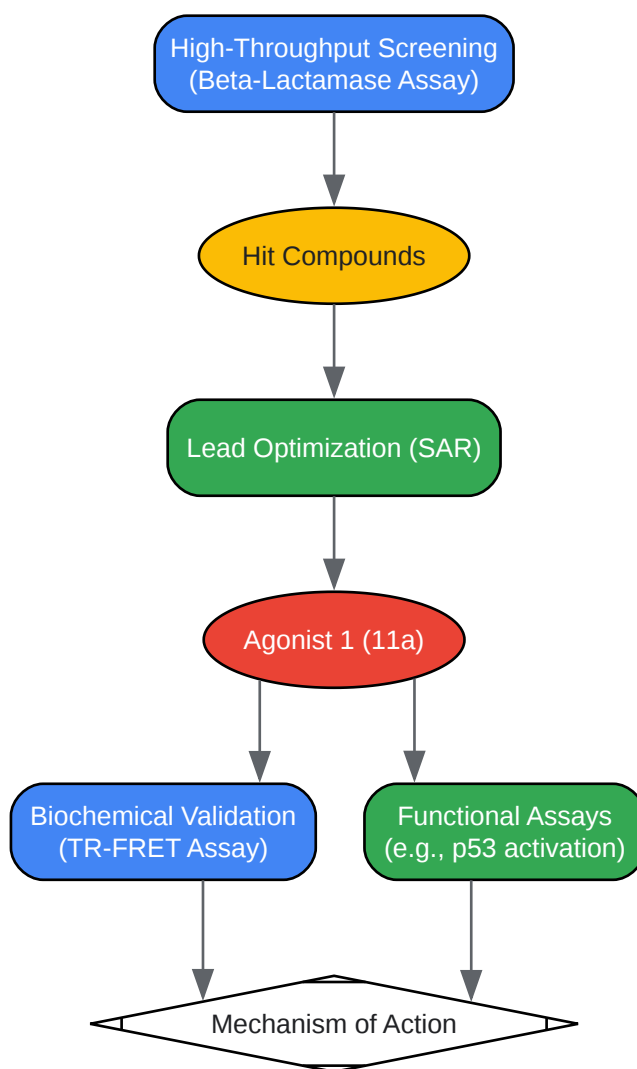 High-Throughput Screening
(Beta-Lactamase Assay)
Hit Compounds
Lead Optimization (SAR)
Agonist 1 (11a)
Biochemical Validation
(TR-FRET Assay)
Functional Assays
(e.g., p53 activation)
Mechanism of Action